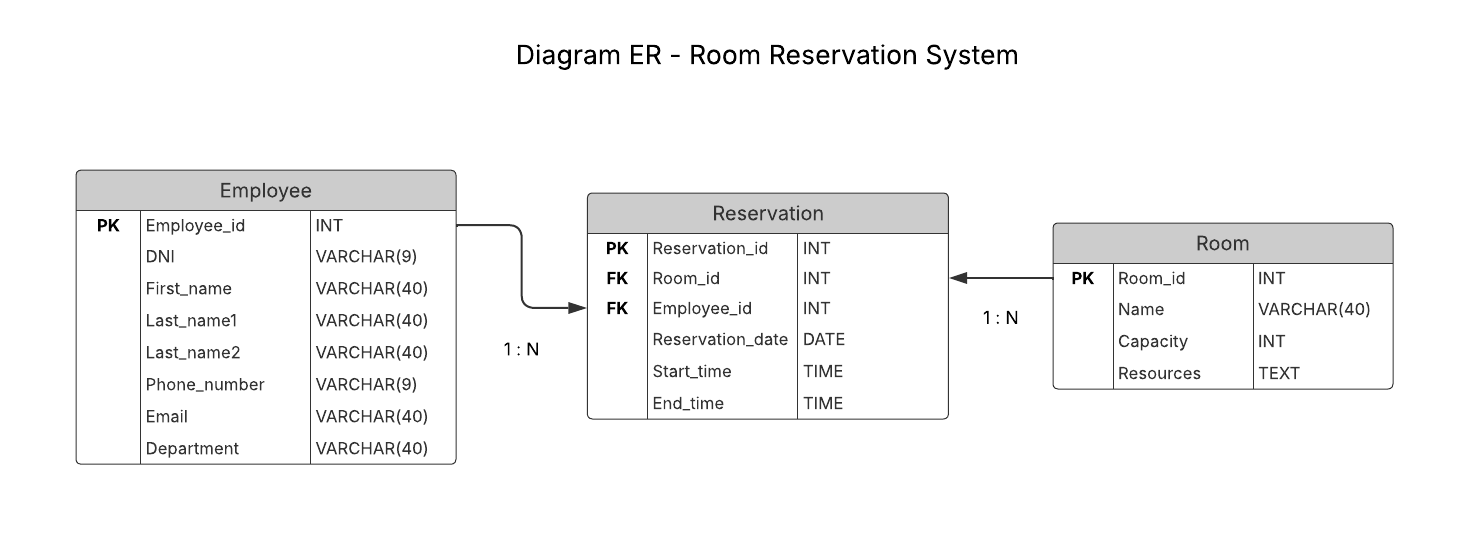 Diagram ER - Room Reservation System
Employee
PK Employee_id INT
DNI VARCHAR(9)
First_name VARCHAR(40)
Last_name1 VARCHAR(40)
Last_name2 VARCHAR(40)
Phone_number VARCHAR(9)
Email VARCHAR(40)
Department VARCHAR(40)
1 : N
Reservation
PK Reservation_id INT
FK Room_id INT
FK Employee_id INT
Reservation_date DATE
Start_time TIME
End_time TIME
1 : N
Room
PK Room_id INT
Name VARCHAR(40)
Capacity INT
Resources TEXT